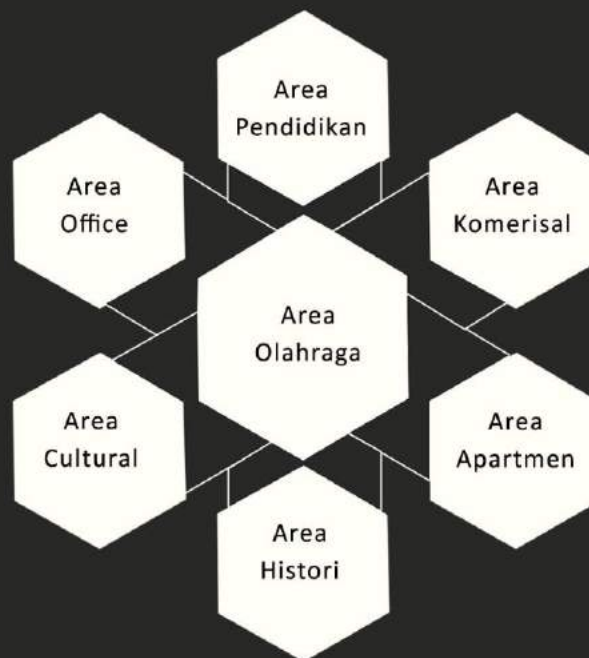 Area
Pendidikan
Area
Office
Area
Komerisal
Area
Olahraga
Area
Cultural
Area
Apartmen
Area
Histori